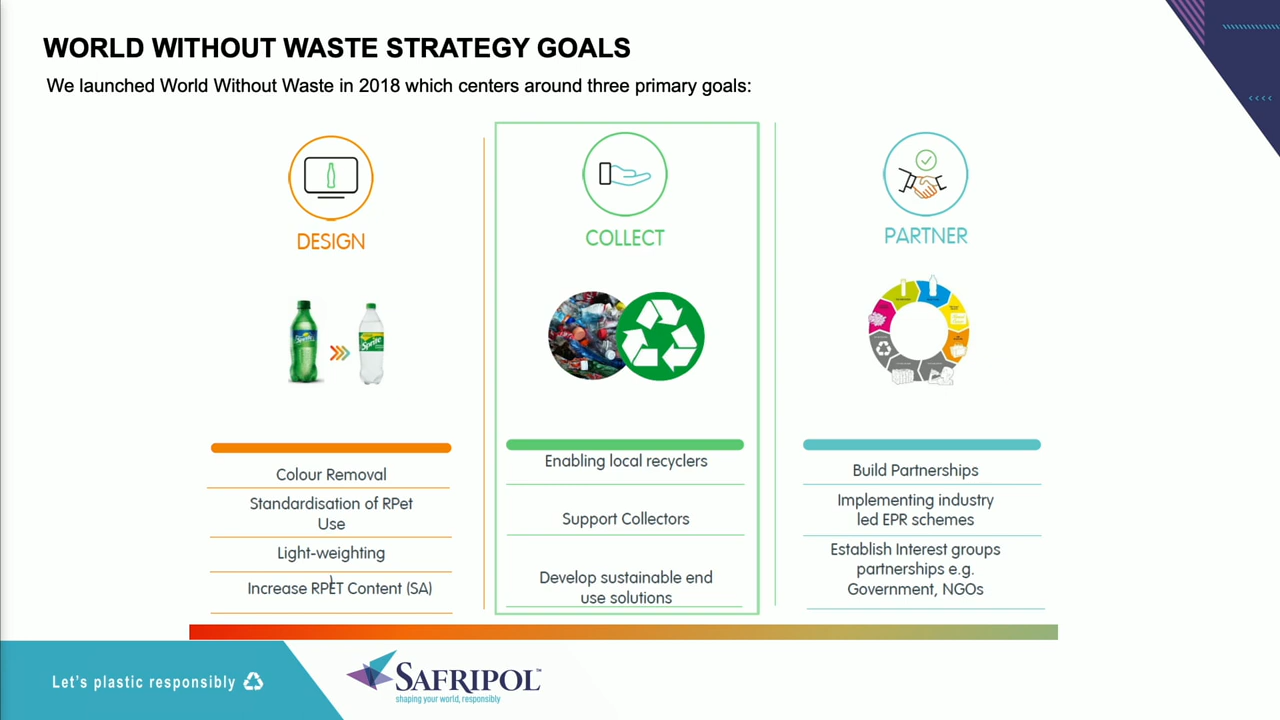 WORLD WITHOUT WASTE STRATEGY GOALS
We launched World Without Waste in 2018 which centers around three primary goals:
DESIGN
Sprite
Sprite
Colour Removal
Standardisation of RPet
Use
Light-weighting
Increase RPET Content (SA)
COLLECT
Enabling local recyclers
Support Collectors
Develop sustainable end
use solutions
PARTNER
Build Partnerships
Implementing industry
led EPR schemes
Establish Interest groups
partnerships e.g.
Government, NGOs
Let's plastic responsibly
SAFRIPOL™
shaping your world, responsibly